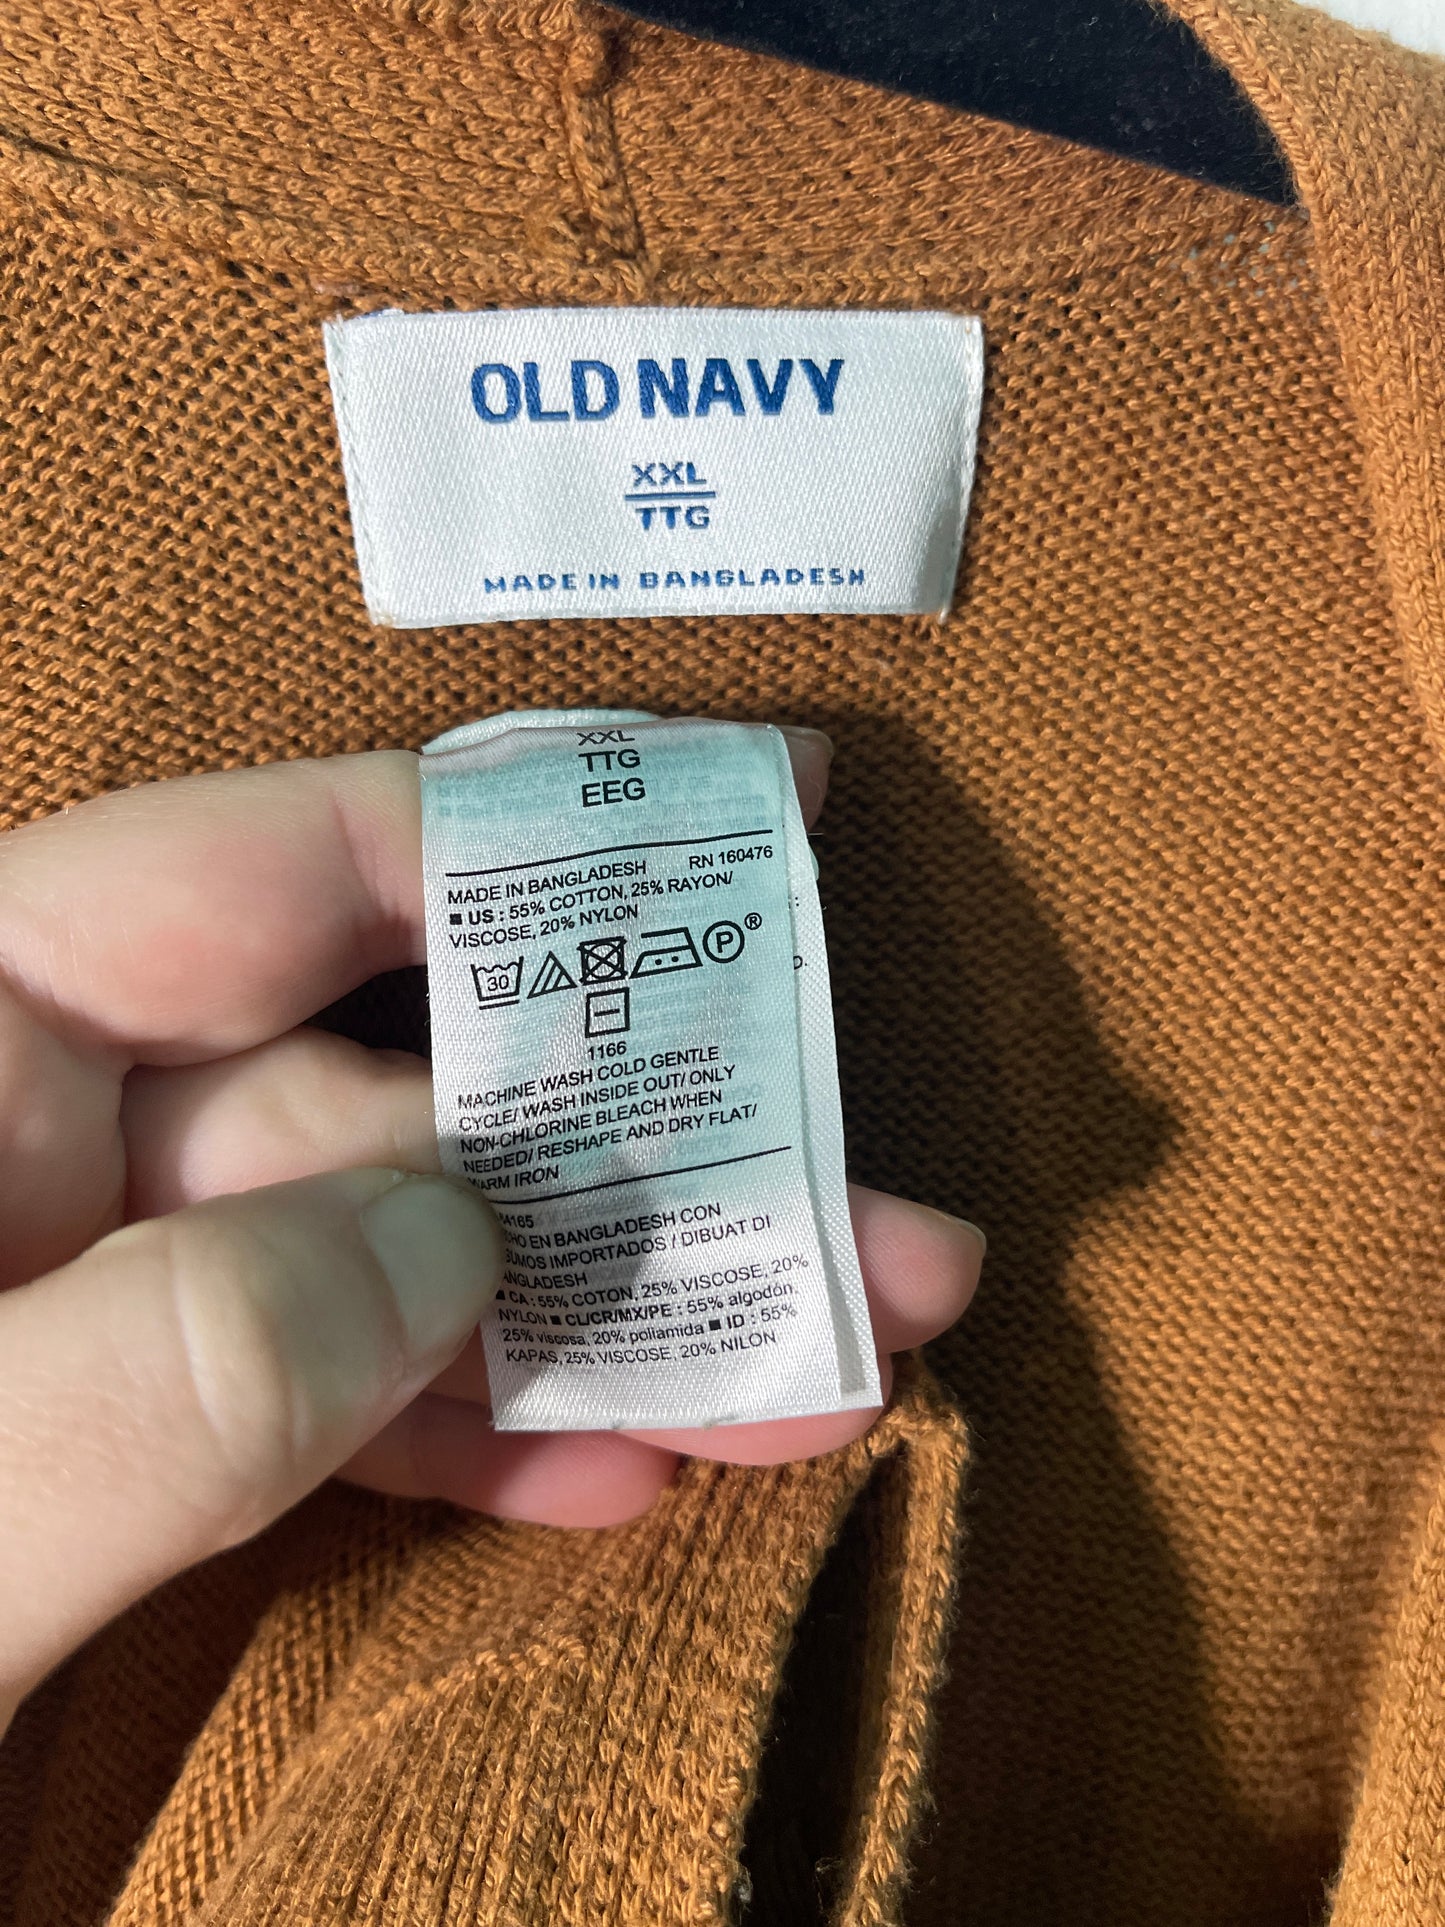 OLD NAVY
XXL
TTG
MADE IN BANGLADESH
XXL
TTG
EEG
MADE IN BANGLADESH RN 160476
■ US : 55% COTTON, 25% RAYON/
VISCOSE, 20% NYLON
30 P ®
1166
MACHINE WASH COLD GENTLE
CYCLE/ WASH INSIDE OUT/ ONLY
NON-CHLORINE BLEACH WHEN
NEEDED/ RESHAPE AND DRY FLAT/
WARM IRON
EN BANGLADESH CON
IMPORTADOS / DIBUAT DI
BANGLADESH
■ CA : 55% COTON, 25% VISCOSE, 20%
NYLON ■ CL/CR/MX/PE : 55% algodón.
25% viscosa, 20% poliamida ■ ID : 55%
KAPAS, 25% VISCOSE, 20% NILON